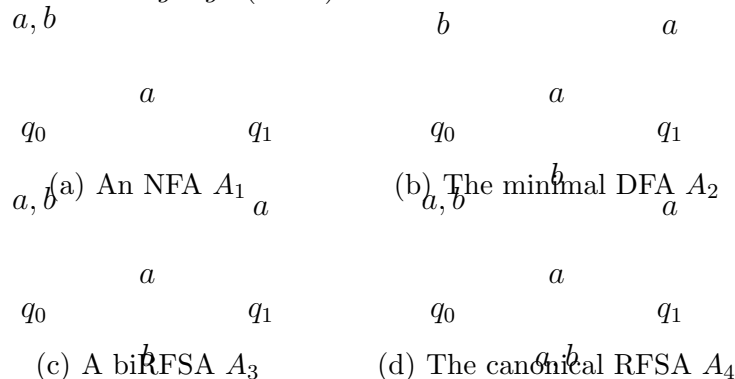 a, b
b a
a a
q0 q1 q0 q1
b
(a) An NFA A1 (b) The minimal DFA A2
a, b a a, b a
a a
q0 q1 q0 q1
b a, b
(c) A biRFSA A3 (d) The canonical RFSA A4